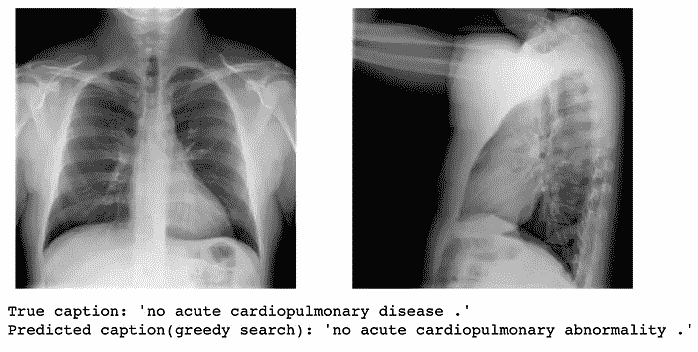 True caption: 'no acute cardiopulmonary disease .'
Predicted caption(greedy search): 'no acute cardiopulmonary abnormality .'